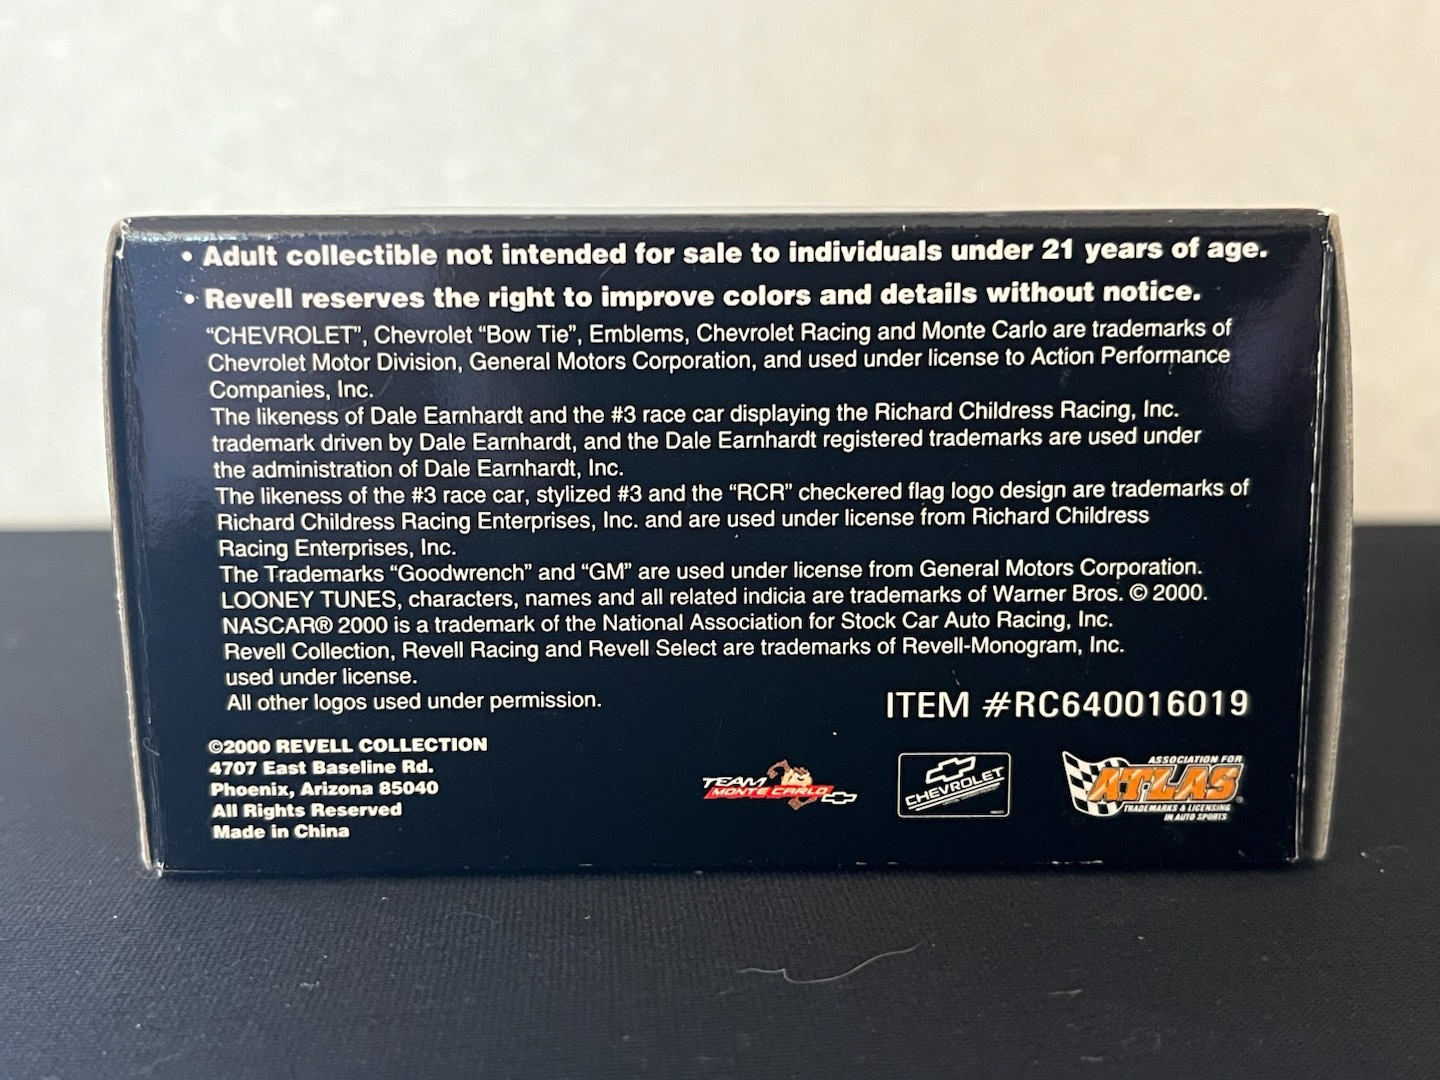 • Adult collectible not intended for sale to individuals under 21 years of age.
• Revell reserves the right to improve colors and details without notice.
“CHEVROLET”, Chevrolet “Bow Tie”, Emblems, Chevrolet Racing and Monte Carlo are trademarks of
Chevrolet Motor Division, General Motors Corporation, and used under license to Action Performance
Companies, Inc.
The likeness of Dale Earnhardt and the #3 race car displaying the Richard Childress Racing, Inc.
trademark driven by Dale Earnhardt, and the Dale Earnhardt registered trademarks are used under
the administration of Dale Earnhardt, Inc.
The likeness of the #3 race car, stylized #3 and the “RCR” checkered flag logo design are trademarks of
Richard Childress Racing Enterprises, Inc. and are used under license from Richard Childress
Racing Enterprises, Inc.
The Trademarks “Goodwrench” and “GM” are used under license from General Motors Corporation.
LOONEY TUNES, characters, names and all related indicia are trademarks of Warner Bros. © 2000.
NASCAR® 2000 is a trademark of the National Association for Stock Car Auto Racing, Inc.
Revell Collection, Revell Racing and Revell Select are trademarks of Revell-Monogram, Inc.
used under license.
All other logos used under permission.
ITEM #RC640016019
©2000 REVELL COLLECTION
4707 East Baseline Rd.
Phoenix, Arizona 85040
All Rights Reserved
Made in China
TEAM
MONTE CARLO
CHEVROLET
ASSOCIATION FOR
ATLAS
TRADEMARKS & LICENSING
IN AUTO SPORTS